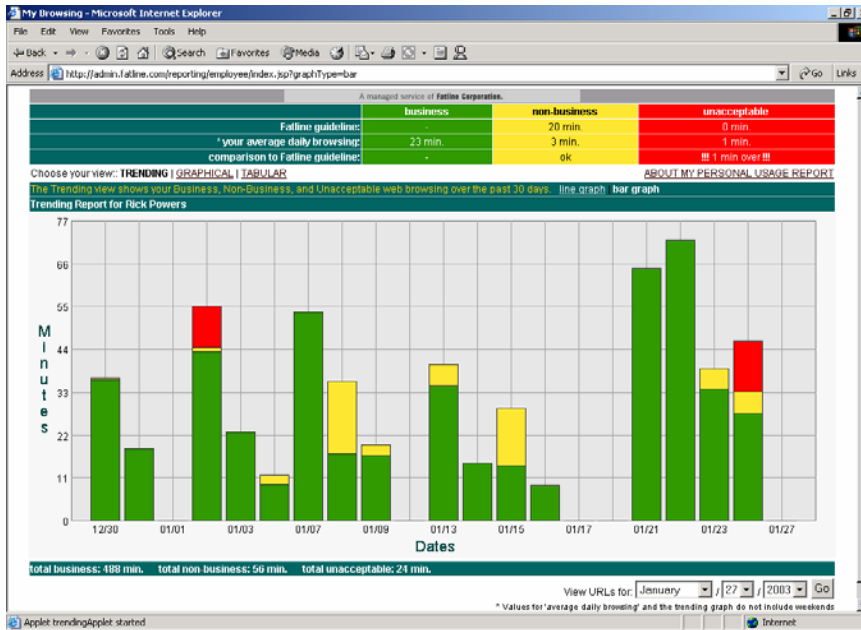 My Browsing - Microsoft Internet Explorer
File Edit View Favorites Tools Help
Back Search Favorites Media
Address http://admin.fatline.com/reporting/employee/index.jsp?graphType=bar Go Links
A managed service of Fatline Corporation.
business non-business unacceptable
Fatline guideline: - 20 min. 0 min.
* your average daily browsing: 23 min. 3 min. 1 min.
comparison to Fatline guideline: - ok !!! 1 min over !!!
Choose your view:: TRENDING | GRAPHICAL | TABULAR ABOUT MY PERSONAL USAGE REPORT
The Trending view shows your Business, Non-Business, and Unacceptable web browsing over the past 30 days. line graph bar graph
Trending Report for Rick Powers
77
66
55
44
33
22
11
0
Minutes
12/30 01/01 01/03 01/07 01/09 01/13 01/15 01/17 01/21 01/23 01/27
Dates
total business: 488 min. total non-business: 56 min. total unacceptable: 24 min.
View URLs for: January / 27 / 2003 Go
* Values for 'average daily browsing' and the trending graph do not include weekends
Applet trendingApplet started Internet